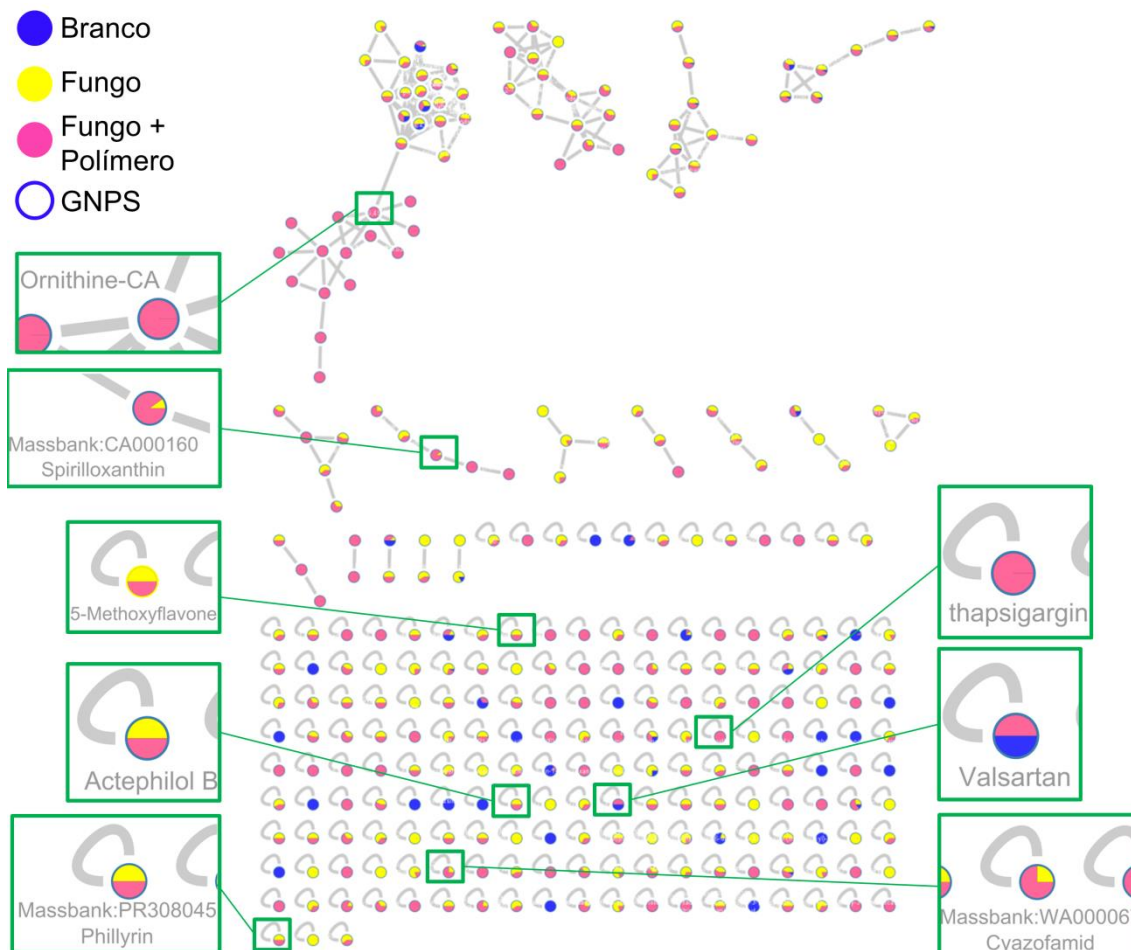 Branco
Fungo
Fungo +
Polímero
GNPS
Ornithine-CA
Massbank:CA000160
Spirilloxanthin
5-Methoxyflavone
thapsigargin
Actephilol B
Valsartan
Massbank:PR308045
Phillyrin
Massbank:WA000067
Cyazofamid